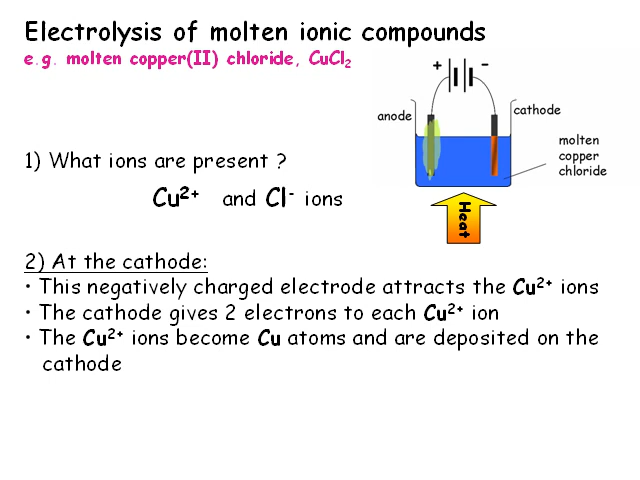 Electrolysis of molten ionic compounds
e.g. molten copper(II) chloride, CuCl₂
+ -
anode
cathode
molten
copper
chloride
Heat
1) What ions are present ?
Cu²⁺ and Cl⁻ ions
2) At the cathode:
• This negatively charged electrode attracts the Cu²⁺ ions
• The cathode gives 2 electrons to each Cu²⁺ ion
• The Cu²⁺ ions become Cu atoms and are deposited on the
cathode